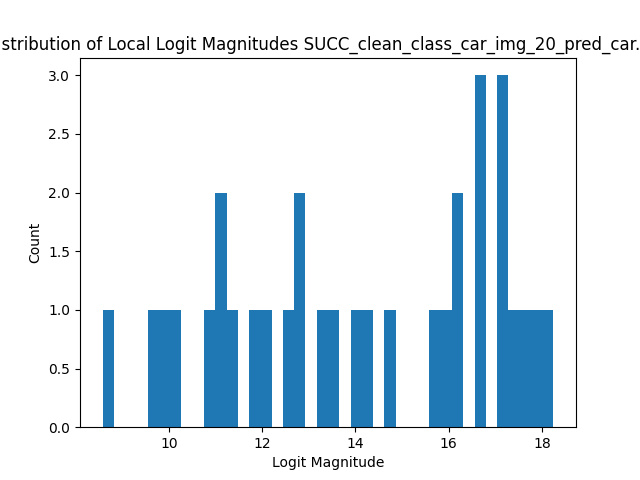 stribution of Local Logit Magnitudes SUCC_clean_class_car_img_20_pred_car.
3.0
2.5
2.0
1.5
1.0
0.5
0.0
Count
10 12 14 16 18
Logit Magnitude